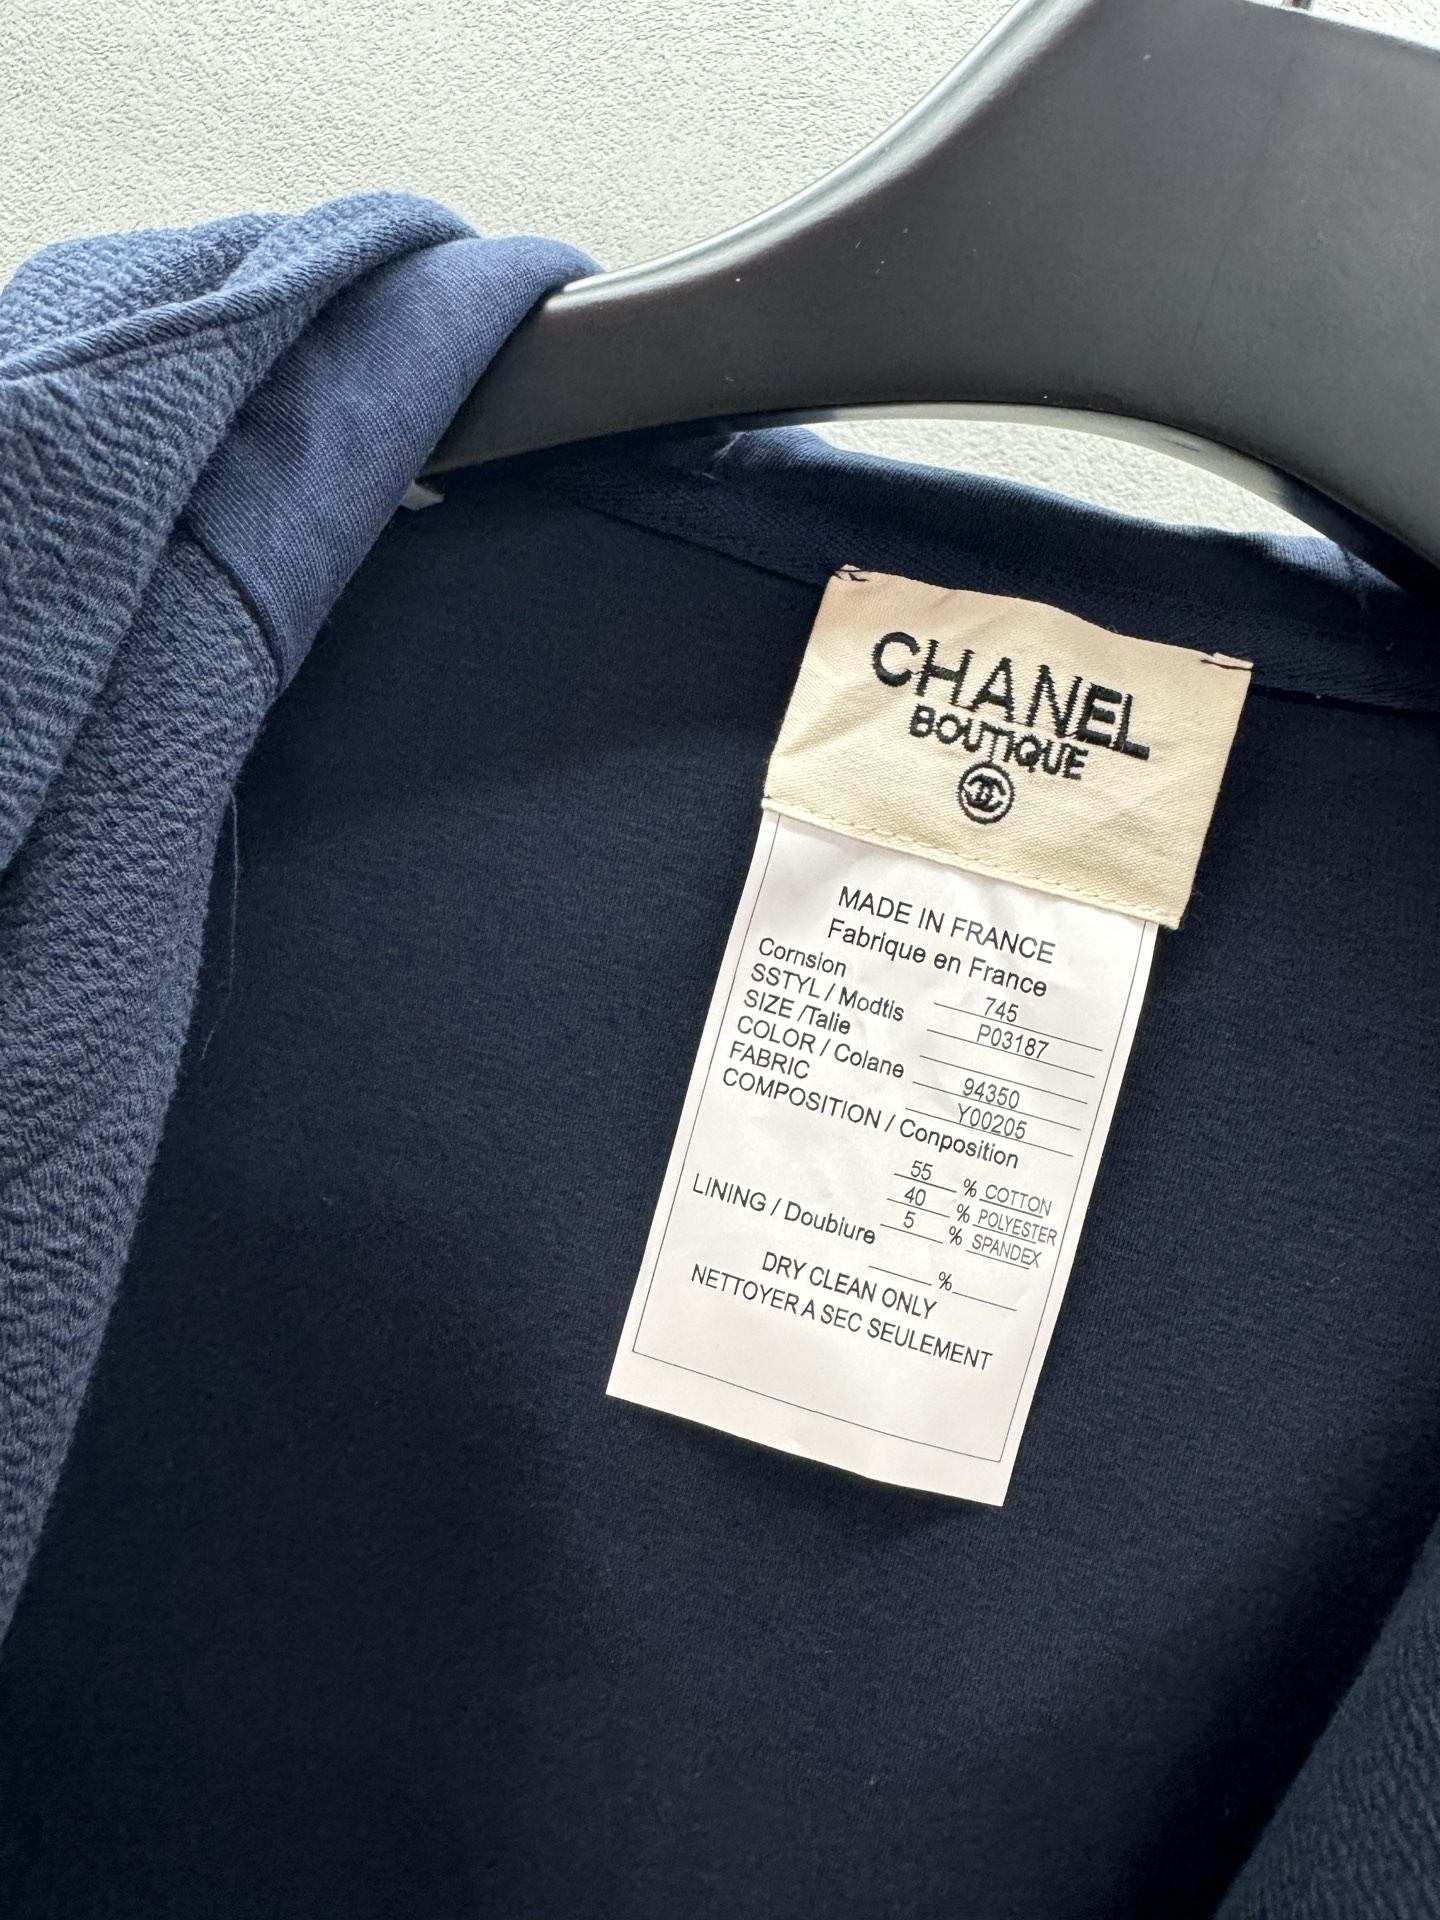 CHANEL
BOUTIQUE
MADE IN FRANCE
Fabrique en France
Cornsion 745
SSTYL / Modtis P03187
SIZE /Talie
COLOR / Colane 94350
FABRIC Y00205
COMPOSITION / Conposition
55 % COTTON
40 % POLYESTER
5 % SPANDEX
LINING / Doubiure
%
DRY CLEAN ONLY
NETTOYER A SEC SEULEMENT